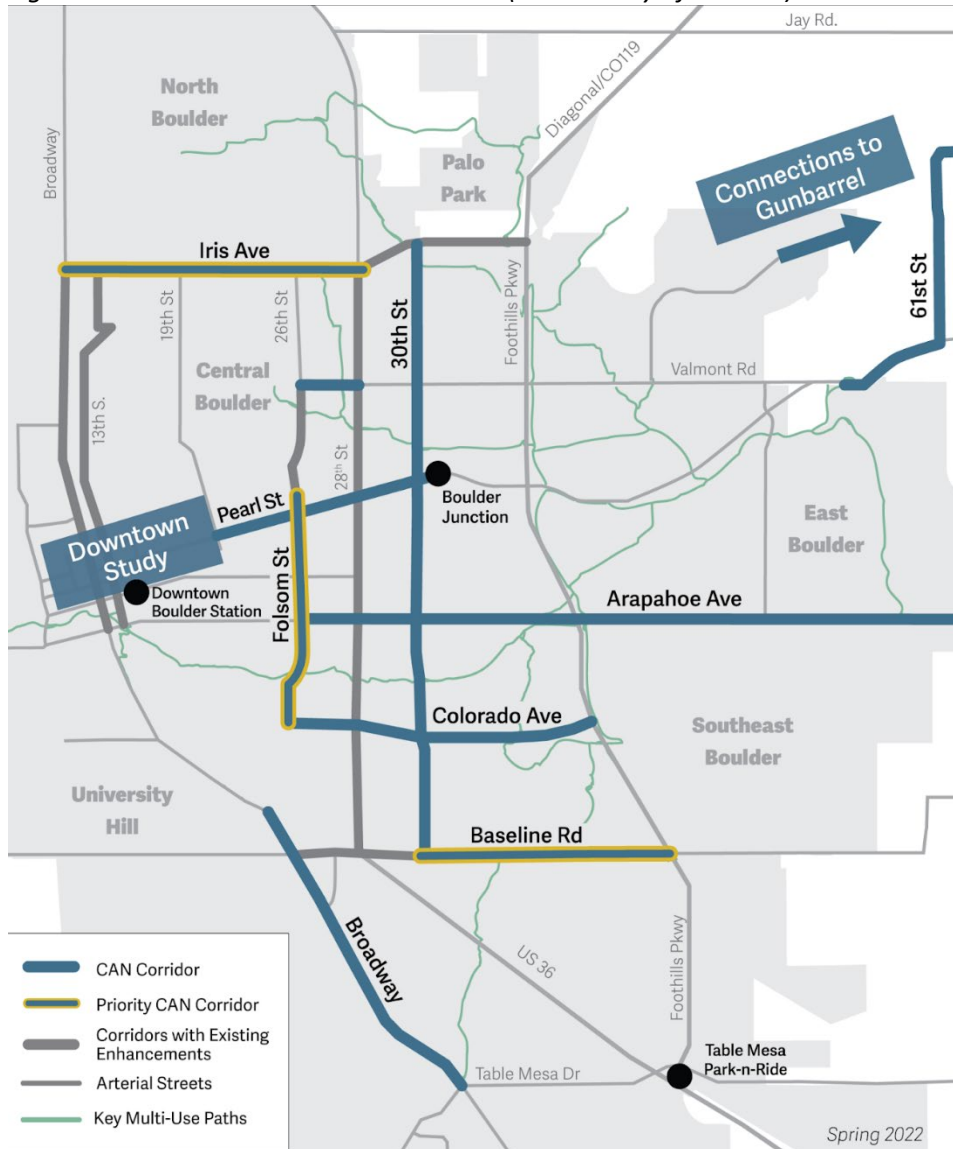 Jay Rd.
North
Boulder
Broadway
Diagonal/CO119
Palo
Park
Connections to
Gunbarrel
Iris Ave
61st St
19th St
26th St
30th St
Foothills Pkwy
Central
Boulder
Valmont Rd
13th S.
28th St
Pearl St
Boulder
Junction
East
Boulder
Downtown
Study
Downtown
Boulder Station
Folsom St
Arapahoe Ave
Colorado Ave
Southeast
Boulder
University
Hill
Baseline Rd
Broadway
US 36
Foothills Pkwy
Table Mesa Dr
Table Mesa
Park-n-Ride
CAN Corridor
Priority CAN Corridor
Corridors with Existing
Enhancements
Arterial Streets
Key Multi-Use Paths
Spring 2022